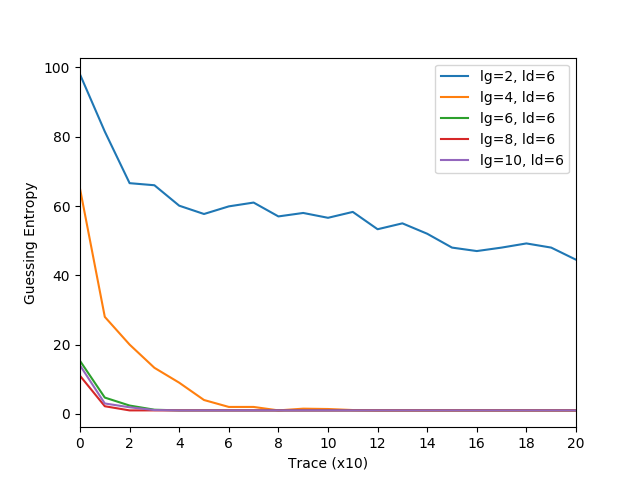 Guessing Entropy
100
80
60
40
20
0
lg=2, ld=6
lg=4, ld=6
lg=6, ld=6
lg=8, ld=6
lg=10, ld=6
0 2 4 6 8 10 12 14 16 18 20
Trace (x10)